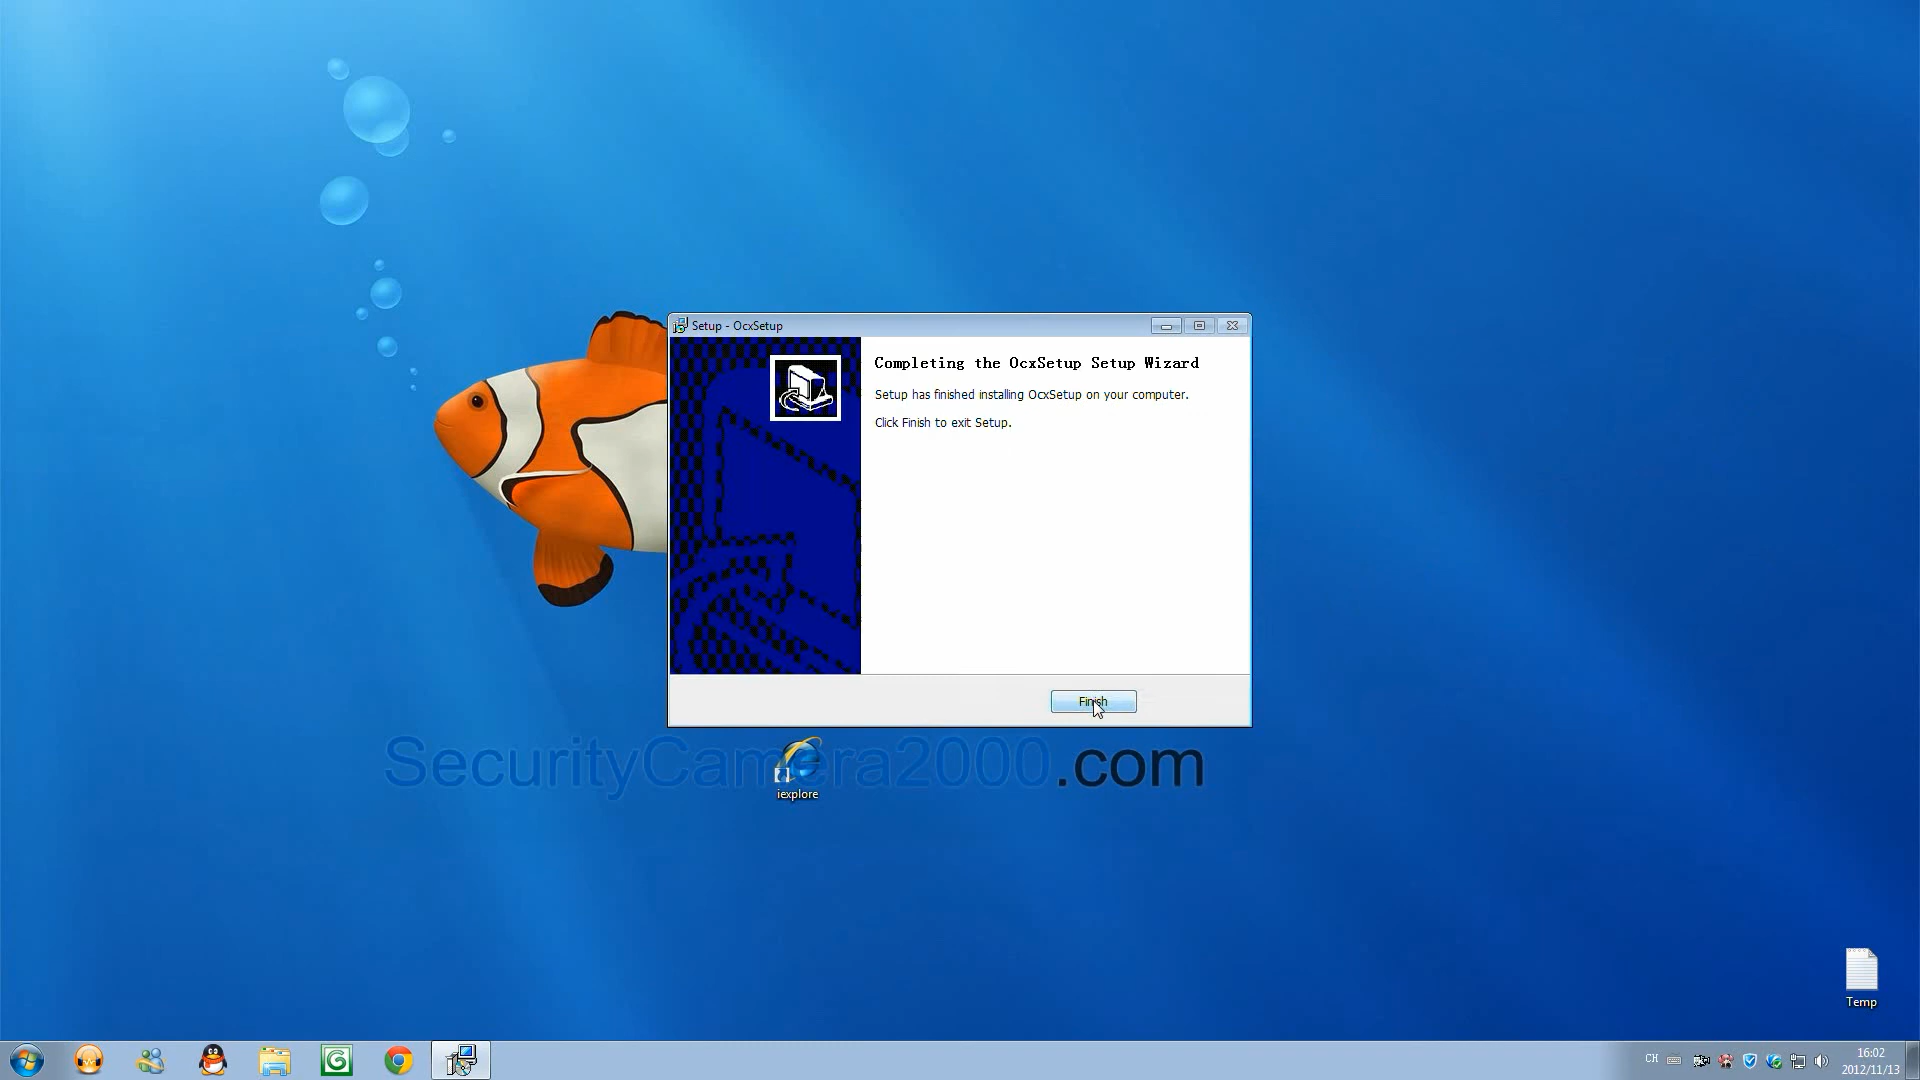 Setup - OcxSetup
Completing the OcxSetup Setup Wizard
Setup has finished installing OcxSetup on your computer.
Click Finish to exit Setup.
Finish
SecurityCamera2000.com
iexplore
Temp
CH
16:02
2012/11/13